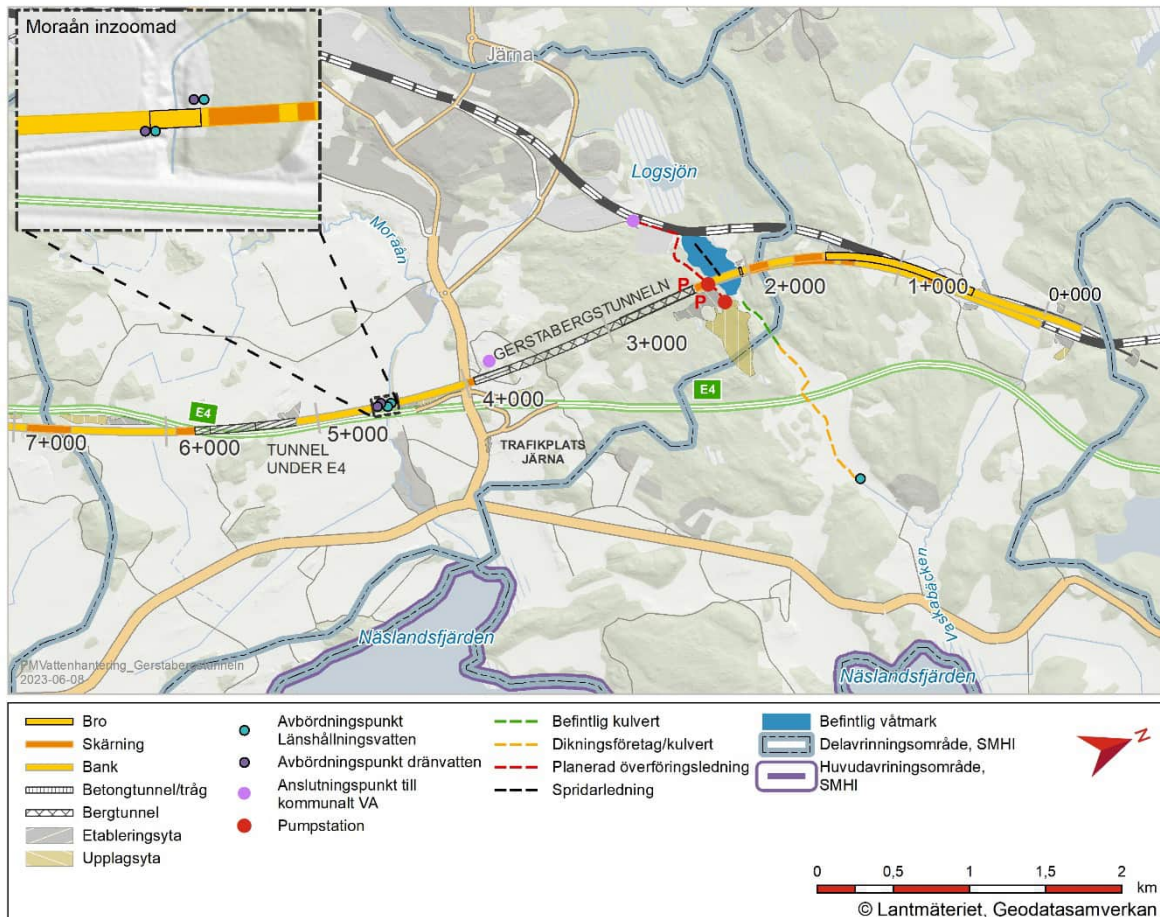 Moraån inzoomad
Järna
Logsjön
Moraån
GERSTABERGSTUNNELN
P
P
0+000
1+000
2+000
3+000
4+000
5+000
6+000
7+000
E4
E4
TUNNEL
UNDER E4
TRAFIKPLATS
JÄRNA
Vaskabäcken
Näslandsfjärden
Näslandsfjärden
PMVattenhantering_Gerstabergstunneln
2023-06-08
Bro
Skärning
Bank
Betongtunnel/tråg
Bergtunnel
Etableringsyta
Upplagsyta
Avbördningspunkt
Länshållningsvatten
Avbördningspunkt dränvatten
Anslutningspunkt till
kommunalt VA
Pumpstation
Befintlig kulvert
Dikningsföretag/kulvert
Planerad överföringsledning
Spridarledning
Befintlig våtmark
Delavrinningsområde, SMHI
Huvudavriningsområde,
SMHI
N
0 0,5 1 1,5 2
km
© Lantmäteriet, Geodatasamverkan